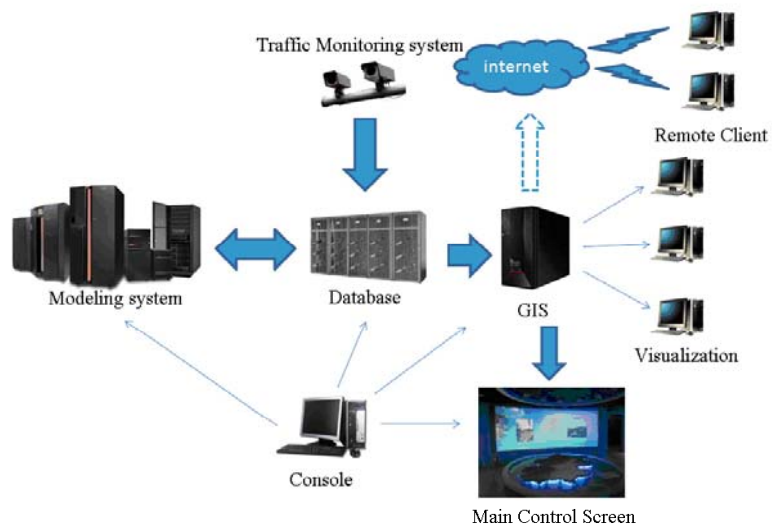 Traffic Monitoring system
internet
Remote Client
Modeling system
Database
GIS
Visualization
Console
Main Control Screen